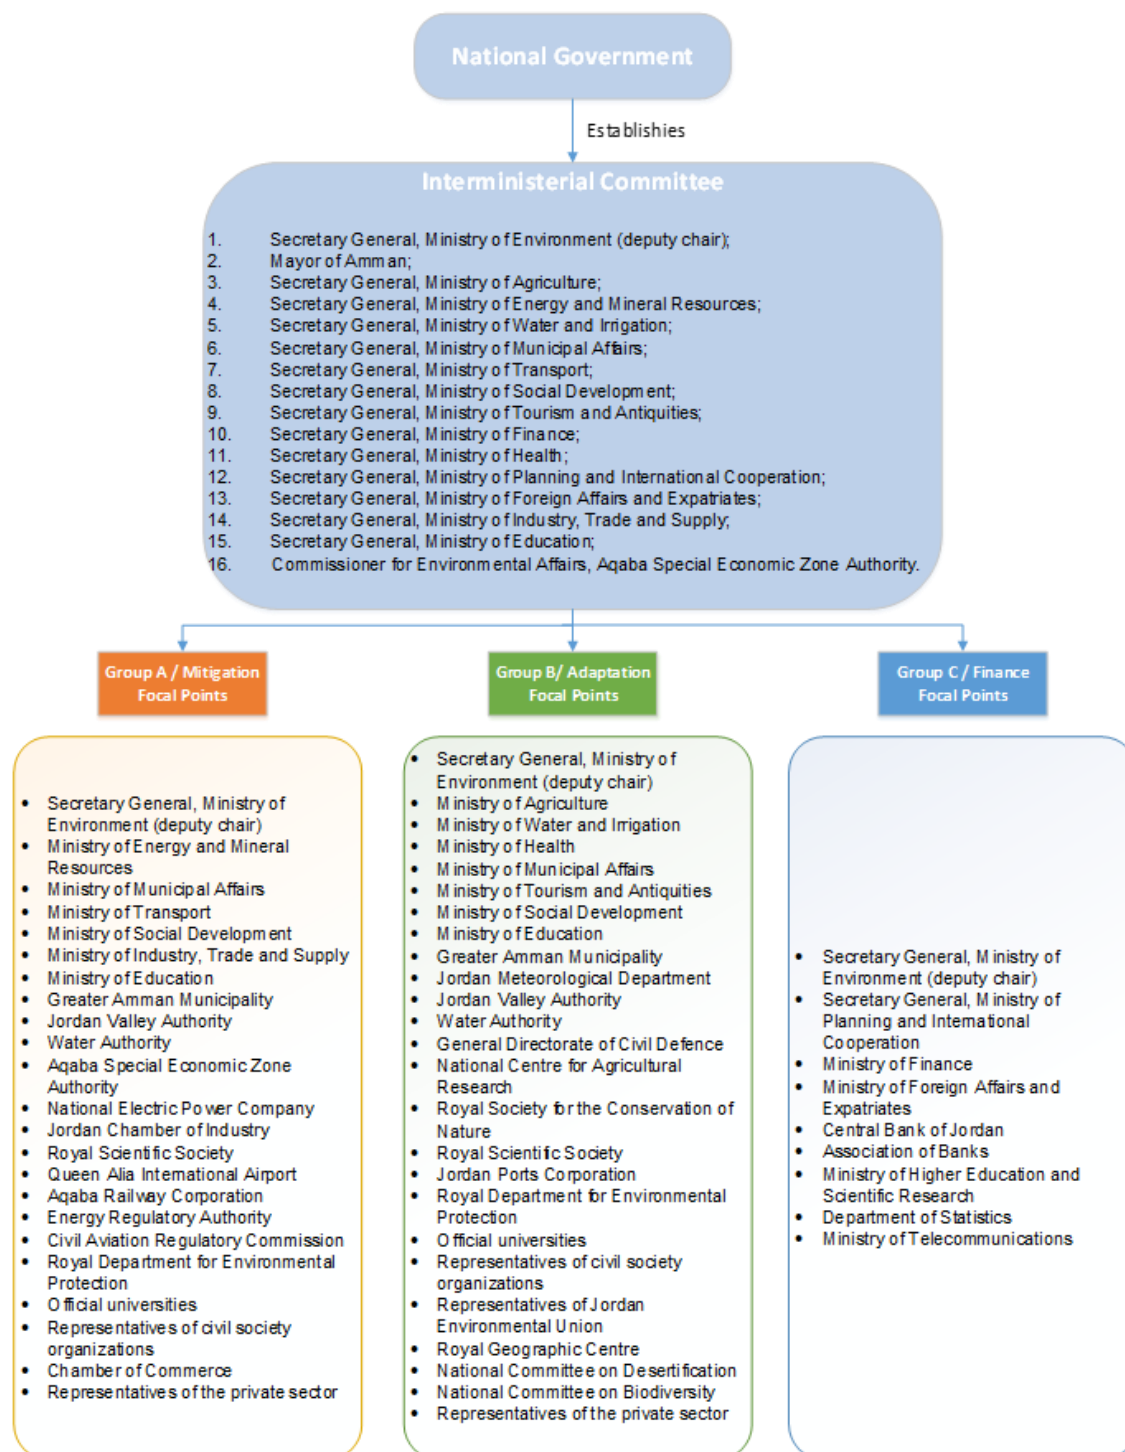 National Government
Establishies
Interministerial Committee
1. Secretary General, Ministry of Environment (deputy chair);
2. Mayor of Amman;
3. Secretary General, Ministry of Agriculture;
4. Secretary General, Ministry of Energy and Mineral Resources;
5. Secretary General, Ministry of Water and Irrigation;
6. Secretary General, Ministry of Municipal Affairs;
7. Secretary General, Ministry of Transport;
8. Secretary General, Ministry of Social Development;
9. Secretary General, Ministry of Tourism and Antiquities;
10. Secretary General, Ministry of Finance;
11. Secretary General, Ministry of Health;
12. Secretary General, Ministry of Planning and International Cooperation;
13. Secretary General, Ministry of Foreign Affairs and Expatriates;
14. Secretary General, Ministry of Industry, Trade and Supply;
15. Secretary General, Ministry of Education;
16. Commissioner for Environmental Affairs, Aqaba Special Economic Zone Authority.
Group A / Mitigation
Focal Points
• Secretary General, Ministry of
Environment (deputy chair)
• Ministry of Energy and Mineral
Resources
• Ministry of Municipal Affairs
• Ministry of Transport
• Ministry of Social Development
• Ministry of Industry, Trade and Supply
• Ministry of Education
• Greater Amman Municipality
• Jordan Valley Authority
• Water Authority
• Aqaba Special Economic Zone
Authority
• National Electric Power Company
• Jordan Chamber of Industry
• Royal Scientific Society
• Queen Alia International Airport
• Aqaba Railway Corporation
• Energy Regulatory Authority
• Civil Aviation Regulatory Commission
• Royal Department for Environmental
Protection
• Official universities
• Representatives of civil society
organizations
• Chamber of Commerce
• Representatives of the private sector
Group B/ Adaptation
Focal Points
• Secretary General, Ministry of
Environment (deputy chair)
• Ministry of Agriculture
• Ministry of Water and Irrigation
• Ministry of Health
• Ministry of Municipal Affairs
• Ministry of Tourism and Antiquities
• Ministry of Social Development
• Ministry of Education
• Greater Amman Municipality
• Jordan Meteorological Department
• Jordan Valley Authority
• Water Authority
• General Directorate of Civil Defence
• National Centre for Agricultural
Research
• Royal Society for the Conservation of
Nature
• Royal Scientific Society
• Jordan Ports Corporation
• Royal Department for Environmental
Protection
• Official universities
• Representatives of civil society
organizations
• Representatives of Jordan
Environmental Union
• Royal Geographic Centre
• National Committee on Desertification
• National Committee on Biodiversity
• Representatives of the private sector
Group C / Finance
Focal Points
• Secretary General, Ministry of
Environment (deputy chair)
• Secretary General, Ministry of
Planning and International
Cooperation
• Ministry of Finance
• Ministry of Foreign Affairs and
Expatriates
• Central Bank of Jordan
• Association of Banks
• Ministry of Higher Education and
Scientific Research
• Department of Statistics
• Ministry of Telecommunications